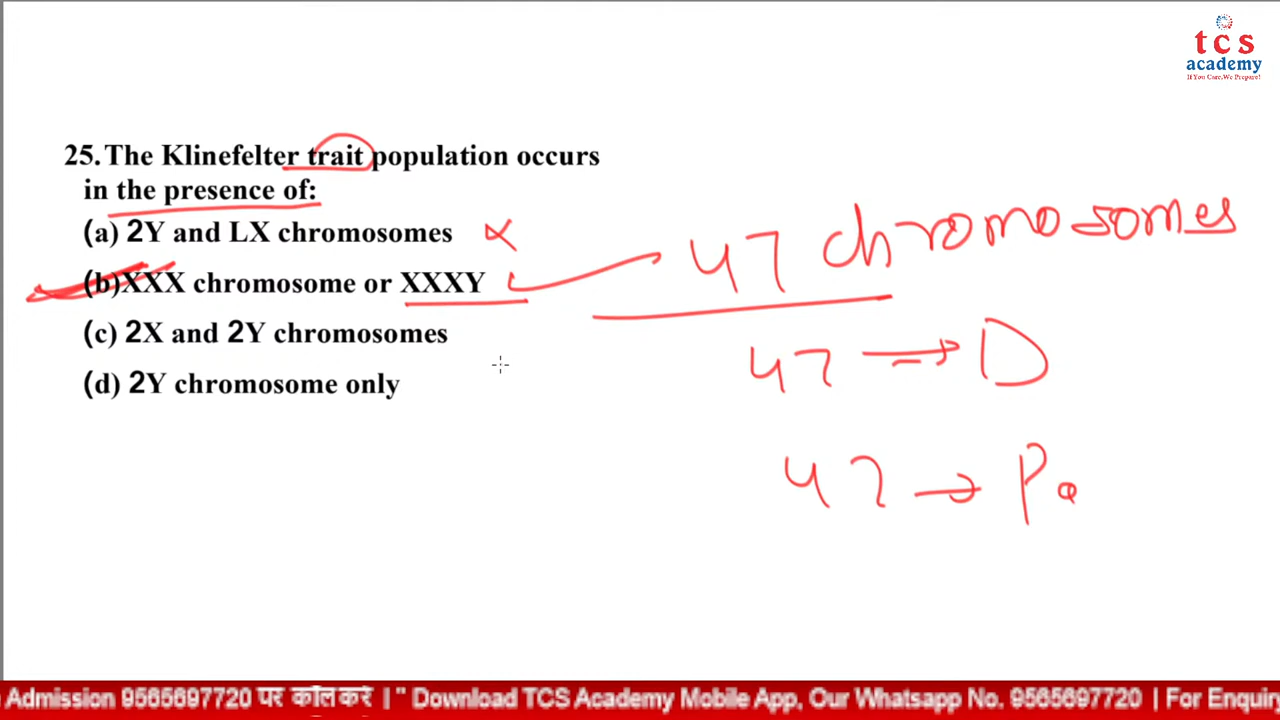 tcs
academy
If You Care, We Prepare!
25. The Klinefelter trait population occurs
in the presence of:
(a) 2Y and LX chromosomes
(b) XXX chromosome or XXXY
(c) 2X and 2Y chromosomes
(d) 2Y chromosome only
47 chromosomes
47 → D
47 → Pa
Admission 9565697720 पर कॉल करें | " Download TCS Academy Mobile App, Our Whatsapp No. 9565697720 | For Enquiry